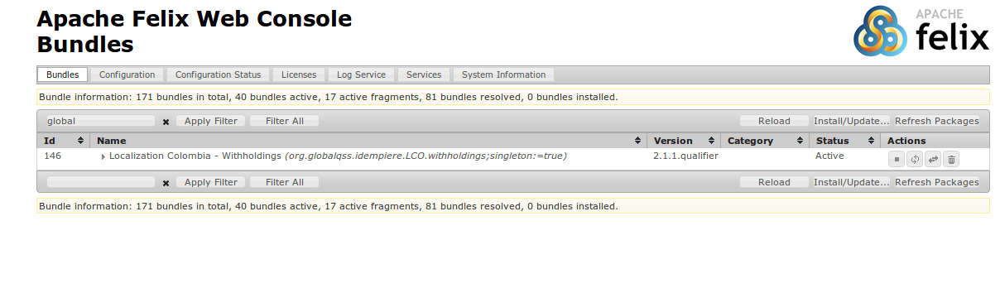 Apache Felix Web Console
Bundles
APACHE
felix
Bundles Configuration Configuration Status Licenses Log Service Services System Information
Bundle information: 171 bundles in total, 40 bundles active, 17 active fragments, 81 bundles resolved, 0 bundles installed.
global Apply Filter Filter All Reload Install/Update... Refresh Packages
Id Name Version Category Status Actions
146 Localization Colombia - Withholdings (org.globalqss.idempiere.LCO.withholdings;singleton:=true) 2.1.1.qualifier Active
Apply Filter Filter All Reload Install/Update... Refresh Packages
Bundle information: 171 bundles in total, 40 bundles active, 17 active fragments, 81 bundles resolved, 0 bundles installed.